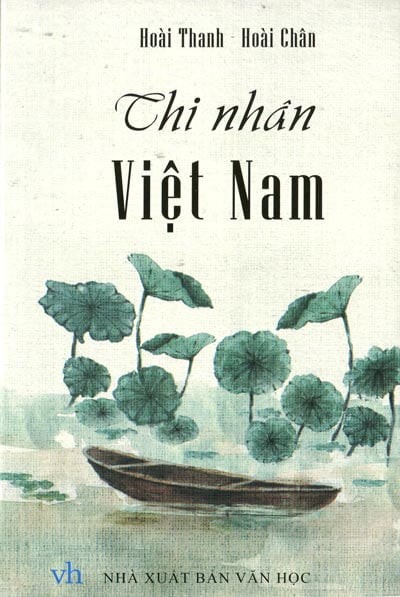 Hoài Thanh - Hoài Chân
Thi nhân
Việt Nam
vh NHÀ XUẤT BẢN VĂN HỌC